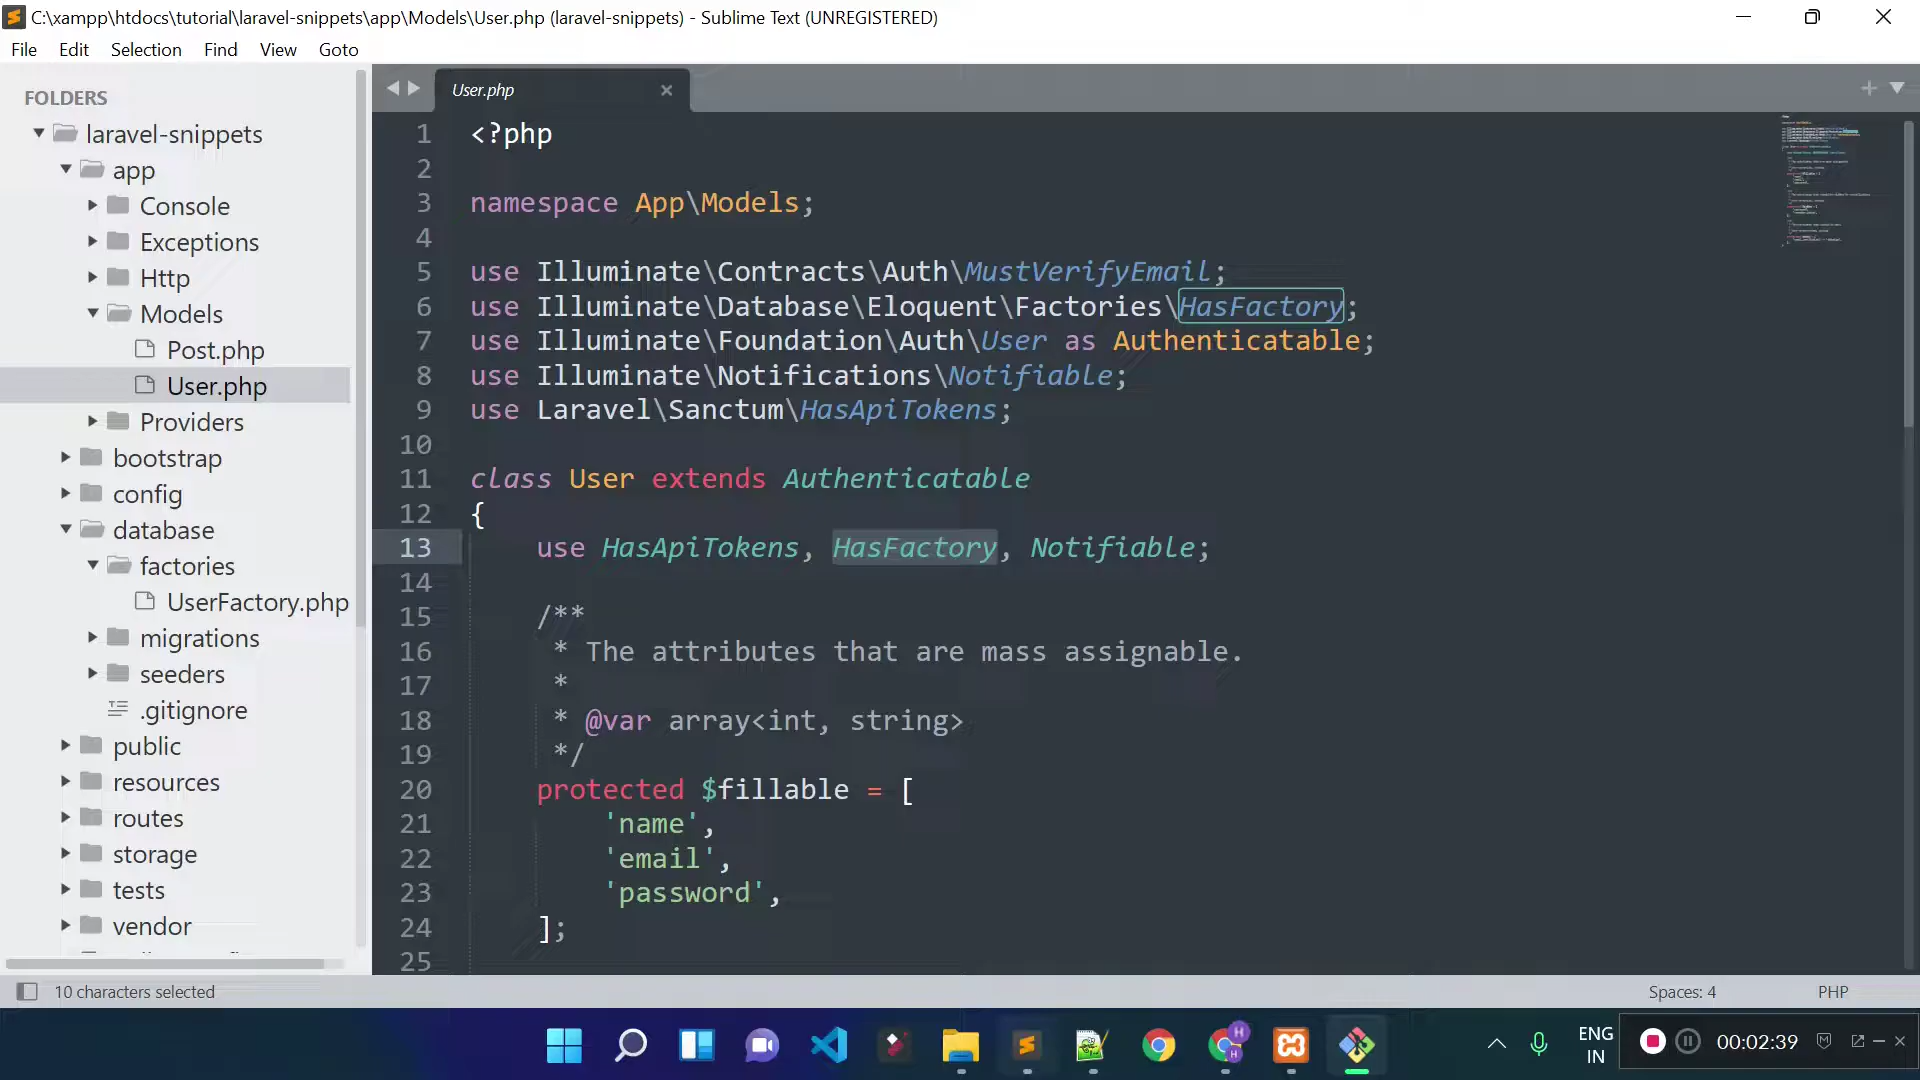 C:\xampp\htdocs\tutorial\laravel-snippets\app\Models\User.php (laravel-snippets) - Sublime Text (UNREGISTERED)
File Edit Selection Find View Goto
FOLDERS
laravel-snippets
app
Console
Exceptions
Http
Models
Post.php
User.php
Providers
bootstrap
config
database
factories
UserFactory.php
migrations
seeders
.gitignore
public
resources
routes
storage
tests
vendor
User.php
1 <?php
2
3 namespace App\Models;
4
5 use Illuminate\Contracts\Auth\MustVerifyEmail;
6 use Illuminate\Database\Eloquent\Factories\HasFactory;
7 use Illuminate\Foundation\Auth\User as Authenticatable;
8 use Illuminate\Notifications\Notifiable;
9 use Laravel\Sanctum\HasApiTokens;
10
11 class User extends Authenticatable
12 {
13 use HasApiTokens, HasFactory, Notifiable;
14
15 /**
16 * The attributes that are mass assignable.
17 *
18 * @var array<int, string>
19 */
20 protected $fillable = [
21 'name',
22 'email',
23 'password',
24 ];
25
10 characters selected
Spaces: 4 PHP
ENG
IN
00:02:39